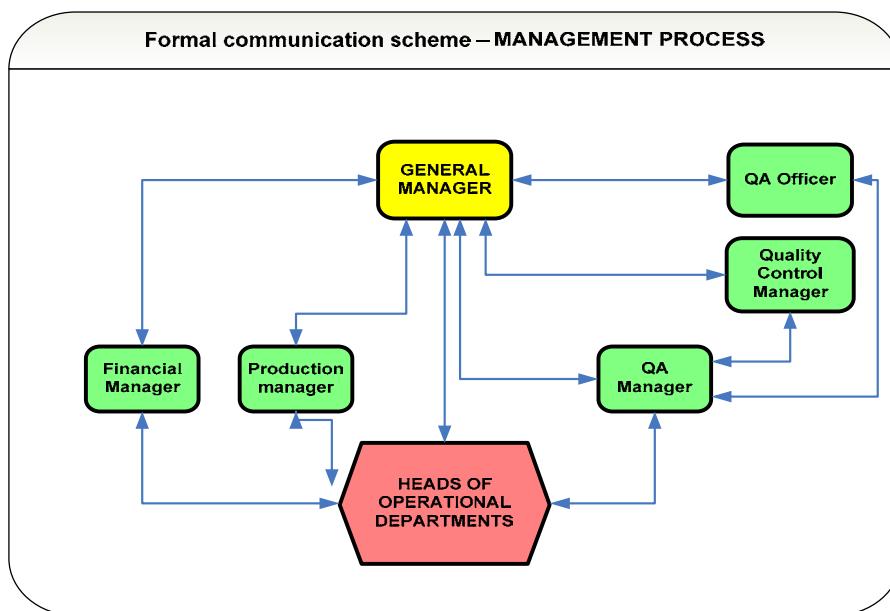 Formal communication scheme – MANAGEMENT PROCESS
GENERAL
MANAGER
QA Officer
Quality
Control
Manager
Financial
Manager
Production
manager
QA
Manager
HEADS OF
OPERATIONAL
DEPARTMENTS